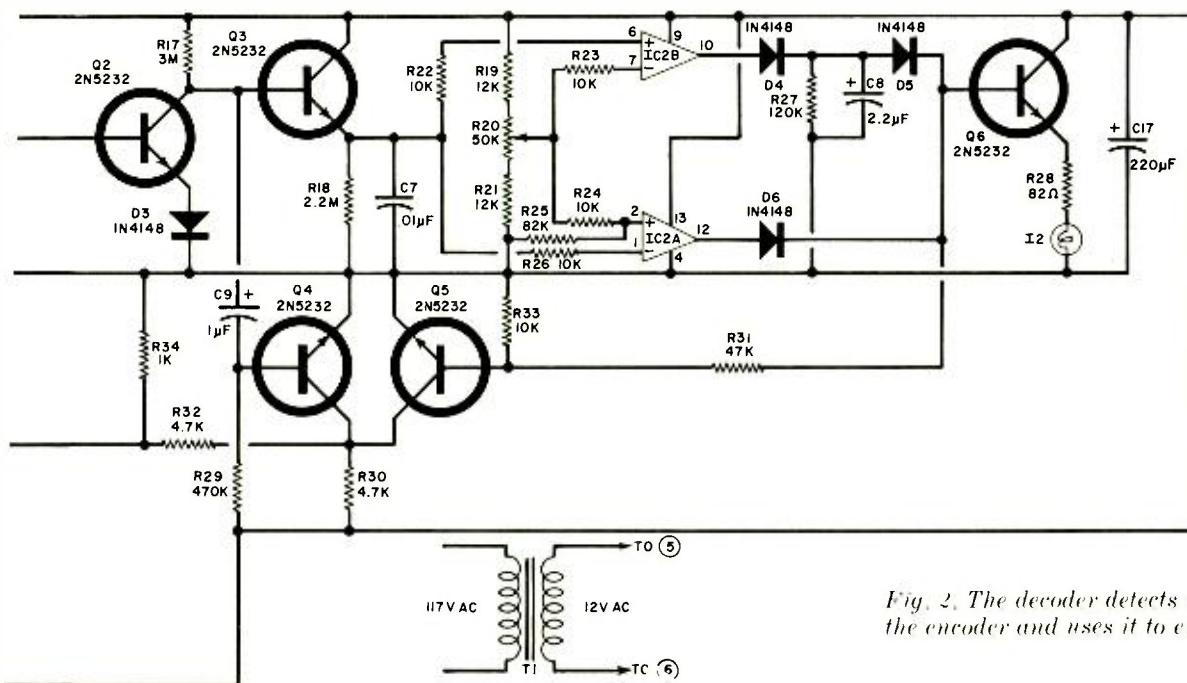 R17
3M
Q3
2N5232
Q2
2N5232
D3
1N4148
R22
10K
R18
2.2M
C7
.01µF
R19
12K
R20
50K
R21
12K
R23
10K
6
+
7
−
IC2B
9
10
R24
10K
R25
82K
R26 10K
2
+
1
−
IC2A
13
4
12
1N4148
D4
1N4148
D5
R27
120K
+
C8
2.2µF
D6
1N4148
Q6
2N5232
R28
82Ω
I2
+
C17
220µF
C9
+
1µF
Q4
2N5232
Q5
2N5232
R33
10K
R31
47K
R34
1K
R32
4.7K
R29
470K
R30
4.7K
117V AC
12V AC
T1
TO 5
TO 6
Fig. 2. The decoder detects
the encoder and uses it to c